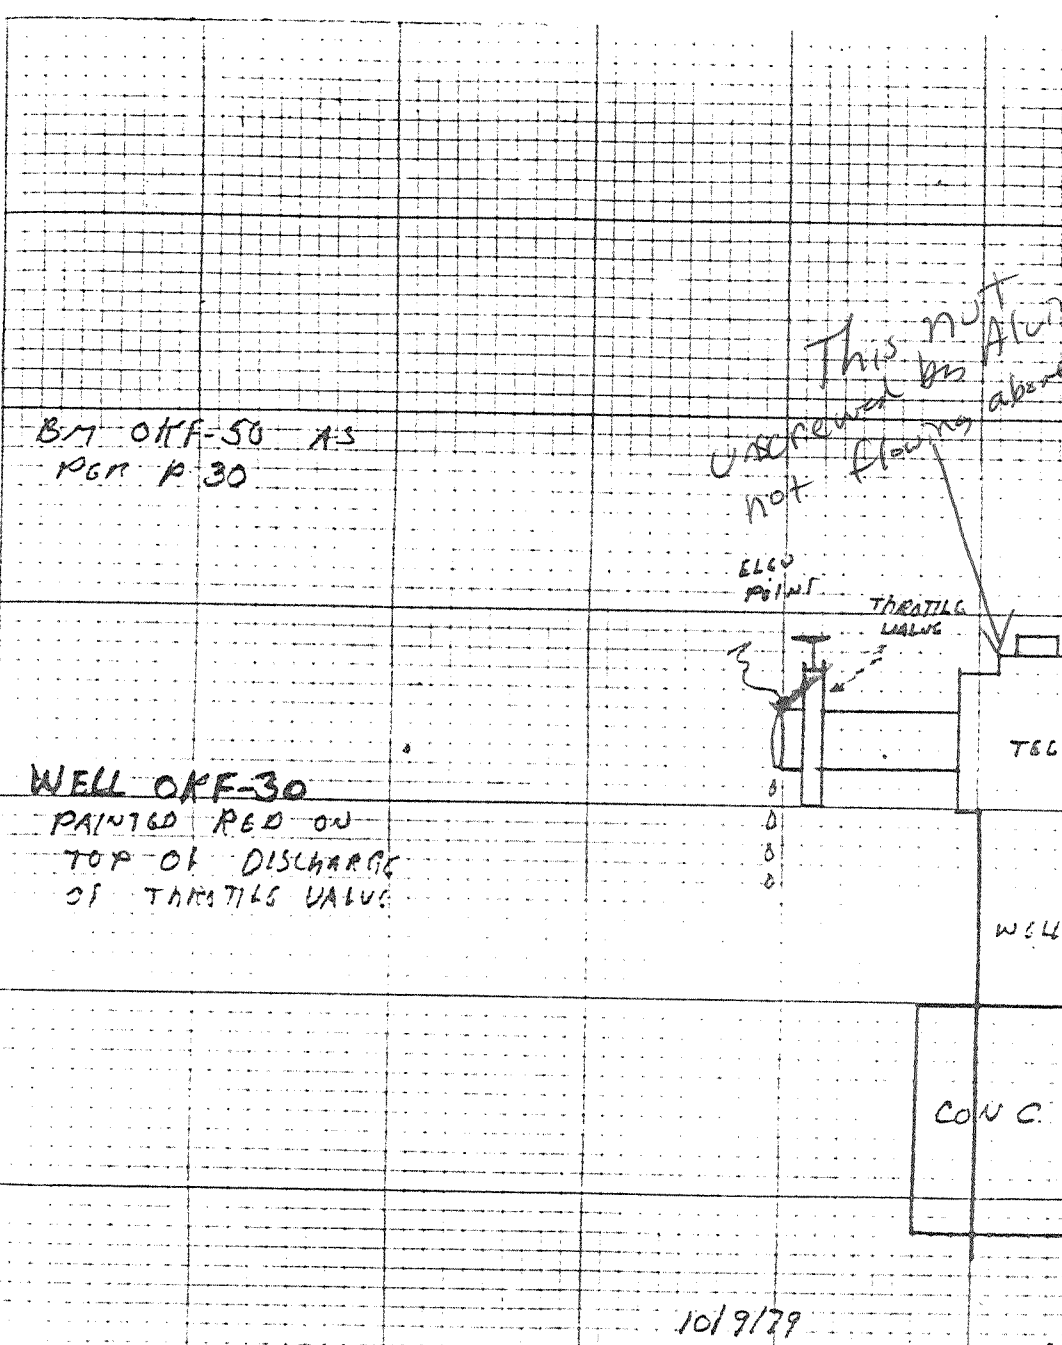 This nut
unscrewed
not flowing
BM OKF-50 AS
PER P 30
ELEV
POINT
THROTTLE
VALVE
TEE
WELL OKF-30
PAINTED RED ON
TOP OF DISCHARGE
OF THROTTLE VALVE
WELL
CONC.
10/9/79